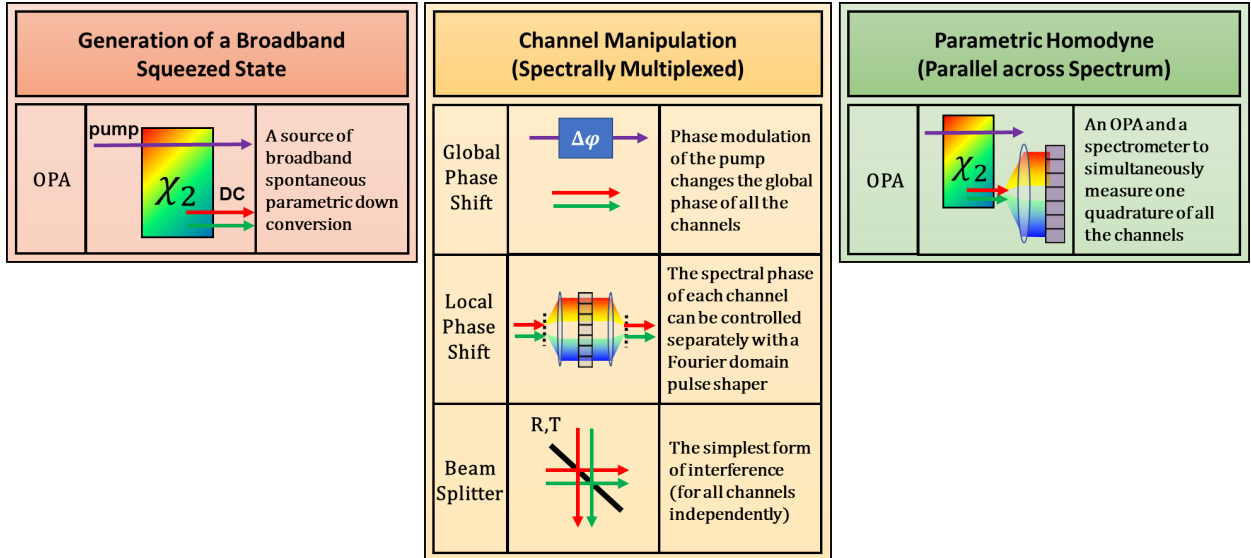 Generation of a Broadband
Squeezed State
OPA
pump
χ2
DC
A source of
broadband
spontaneous
parametric down
conversion
Channel Manipulation
(Spectrally Multiplexed)
Global
Phase
Shift
Δφ
Phase modulation
of the pump
changes the global
phase of all the
channels
Local
Phase
Shift
The spectral phase
of each channel
can be controlled
separately with a
Fourier domain
pulse shaper
Beam
Splitter
R,T
The simplest form
of interference
(for all channels
independently)
Parametric Homodyne
(Parallel across Spectrum)
OPA
χ2
An OPA and a
spectrometer to
simultaneously
measure one
quadrature of all
the channels